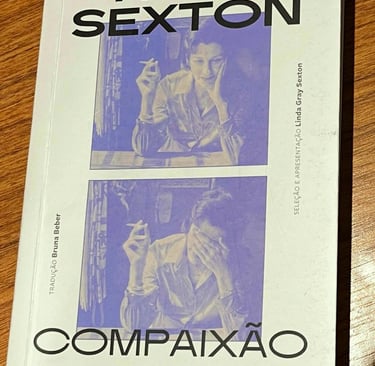 SEXTON
SELEÇÃO E APRESENTAÇÃO Linda Gray Sexton
TRADUÇÃO Bruna Beber
COMPAIXÃO